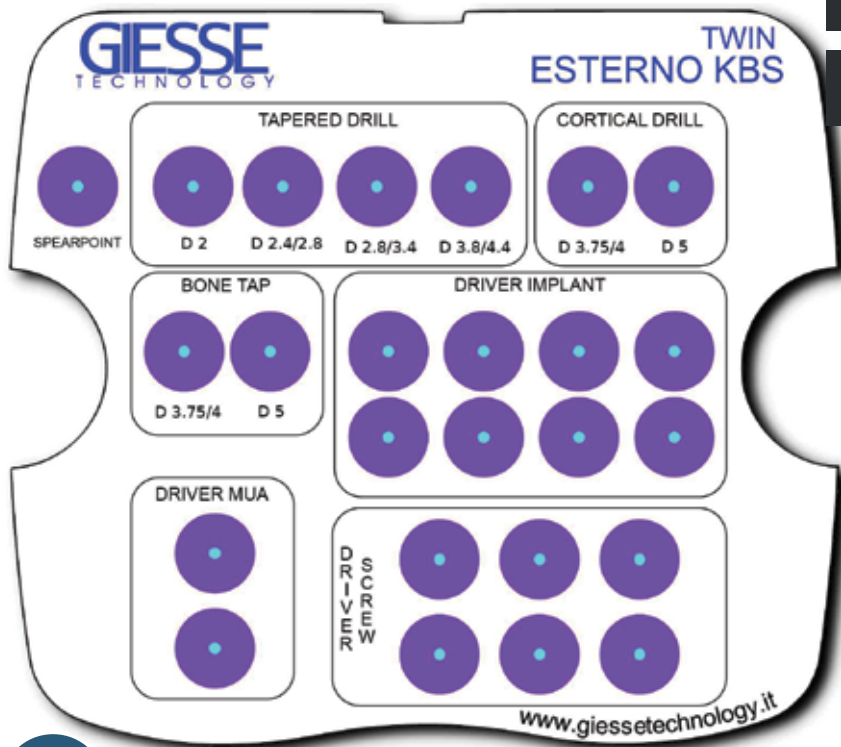 GIESSE
TECHNOLOGY
TWIN
ESTERNO KBS
TAPERED DRILL
CORTICAL DRILL
SPEARPOINT
D 2
D 2.4/2.8
D 2.8/3.4
D 3.8/4.4
D 3.75/4
D 5
BONE TAP
DRIVER IMPLANT
D 3.75/4
D 5
DRIVER MUA
DRIVER
SCREW
www.giessetechnology.it